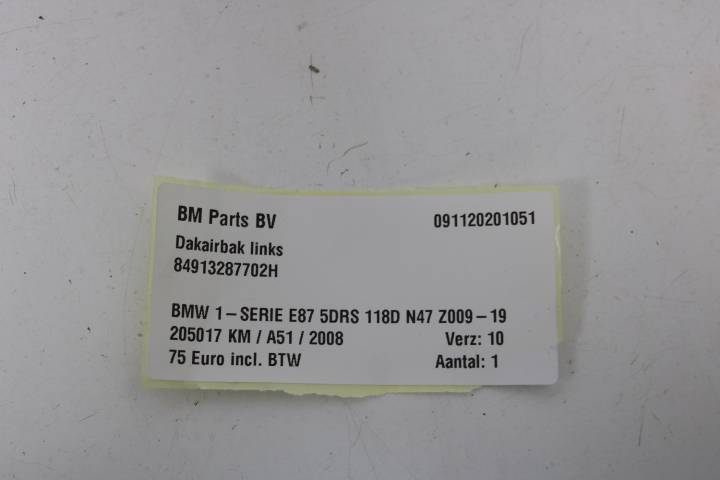 BM Parts BV 091120201051
Dakairbak links
84913287702H
BMW 1-SERIE E87 5DRS 118D N47 Z009-19
205017 KM / A51 / 2008 Verz: 10
75 Euro incl. BTW Aantal: 1